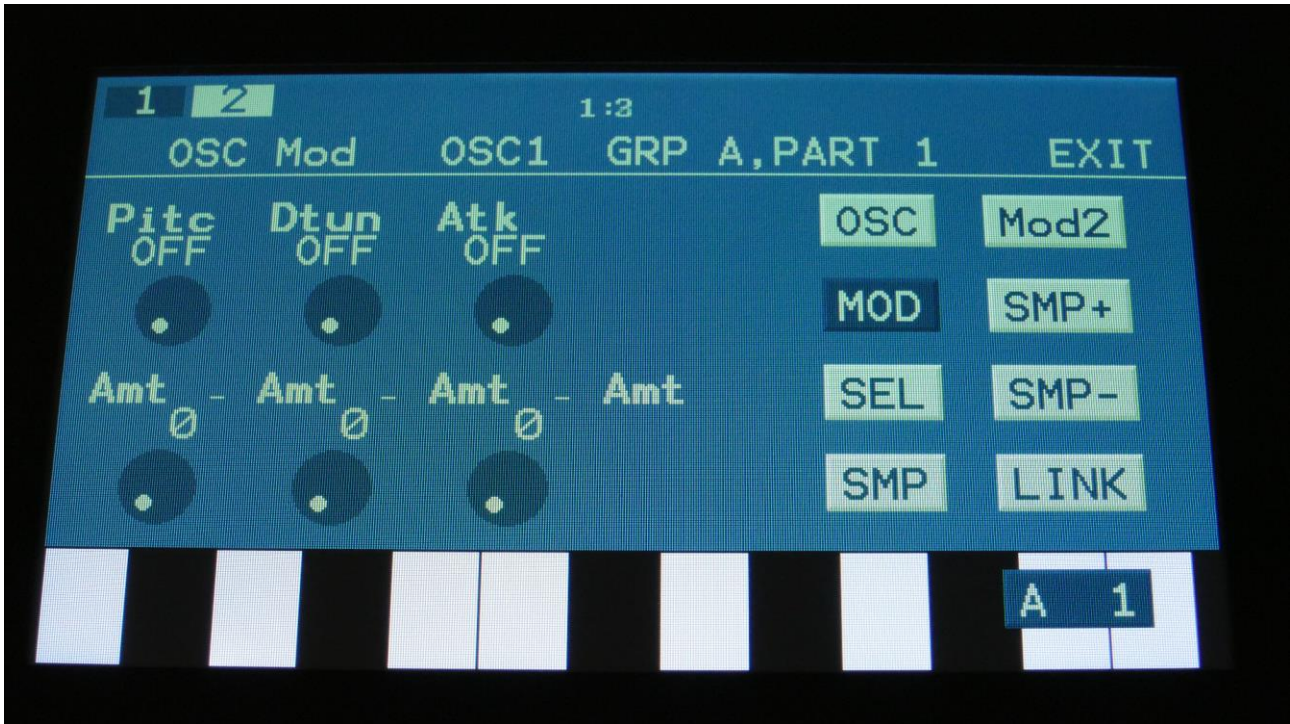 1 2 1:3
OSC Mod OSC1 GRP A,PART 1 EXIT
Pitc Dtun Atk OSC Mod2
OFF OFF OFF
MOD SMP+
Amt - Amt - Amt - Amt SEL SMP-
0 0 0
SMP LINK
A 1